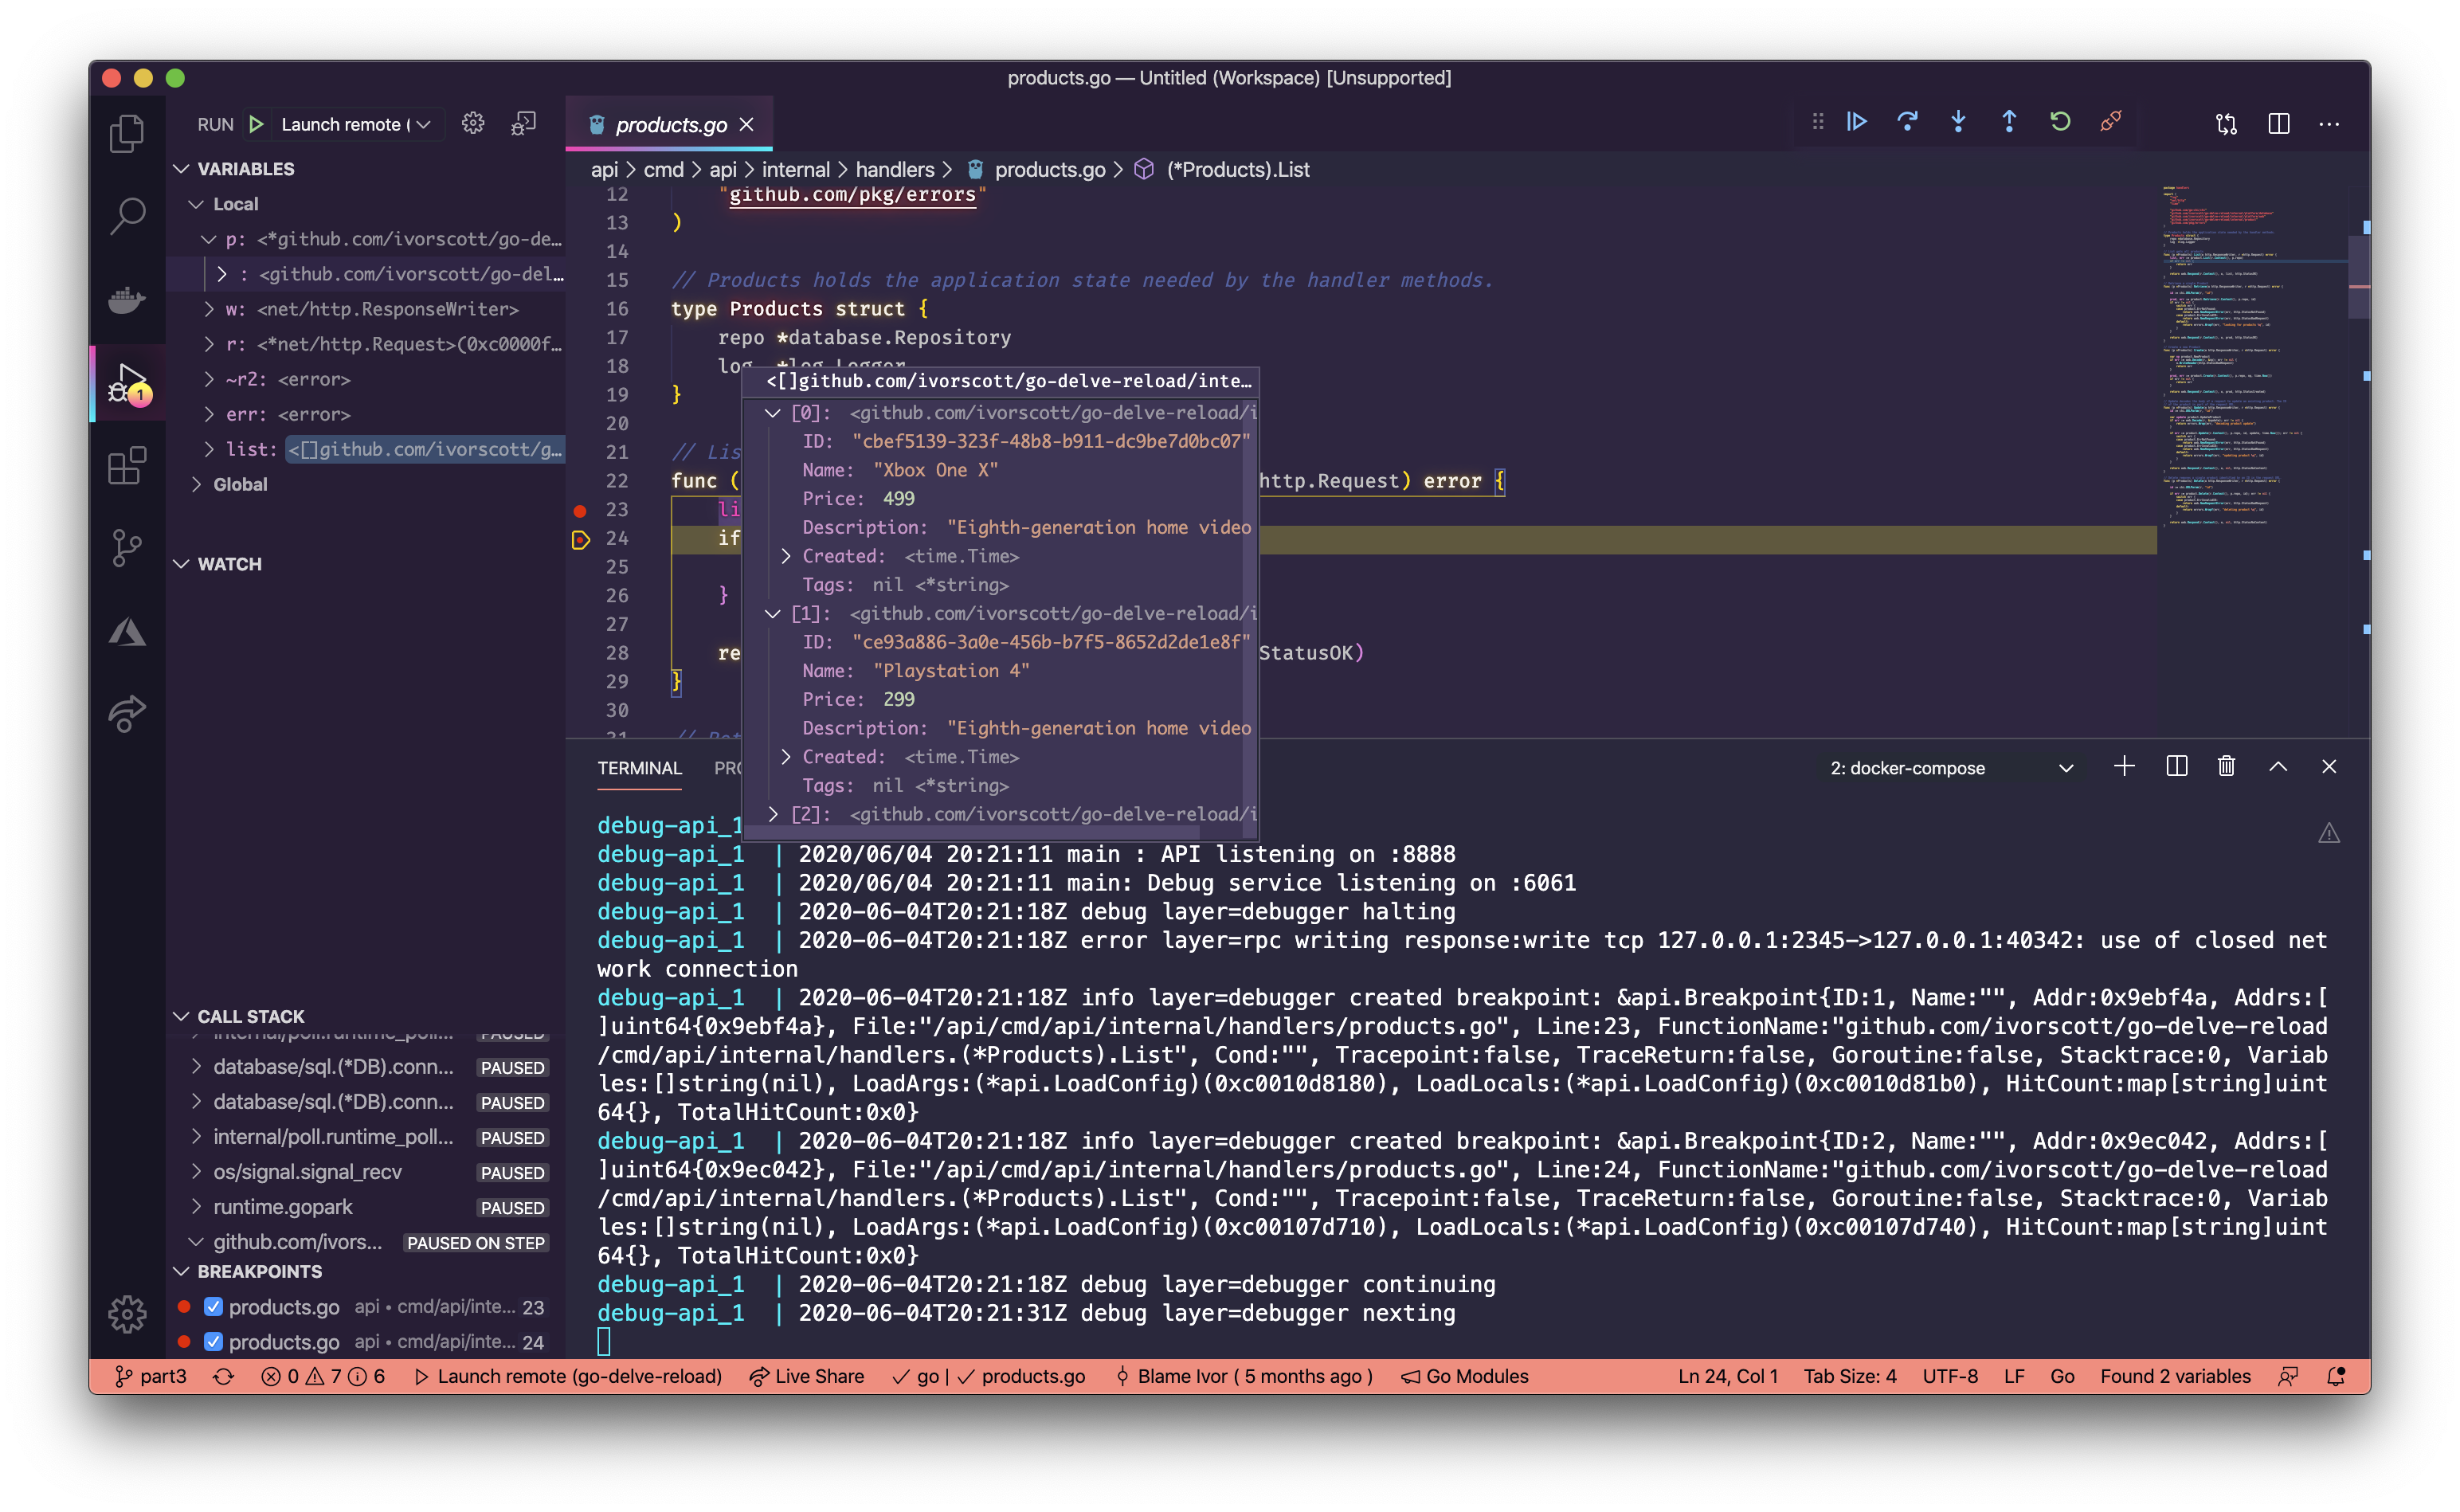 products.go — Untitled (Workspace) [Unsupported]
RUN Launch remote (
products.go
VARIABLES
Local
p: <*github.com/ivorscott/go-de…
: <github.com/ivorscott/go-del…
w: <net/http.ResponseWriter>
r: <*net/http.Request>(0xc0000f…
~r2: <error>
err: <error>
list: <[]github.com/ivorscott/g…
Global
WATCH
CALL STACK
internal/poll.runtime_poll… PAUSED
database/sql.(*DB).conn… PAUSED
database/sql.(*DB).conn… PAUSED
internal/poll.runtime_poll… PAUSED
os/signal.signal_recv PAUSED
runtime.gopark PAUSED
github.com/ivors… PAUSED ON STEP
BREAKPOINTS
products.go api • cmd/api/inte… 23
products.go api • cmd/api/inte… 24
1
api > cmd > api > internal > handlers > products.go > (*Products).List
12 "github.com/pkg/errors"
13 )
14
15 // Products holds the application state needed by the handler methods.
16 type Products struct {
17 repo *database.Repository
18 log *log.Logger
19 }
20
21 // Lis
22 func ( http.Request) error {
23 li
24 if
25
26 }
27
28 re StatusOK)
29 }
30
31 // Ret
<[]github.com/ivorscott/go-delve-reload/inte…
[0]: <github.com/ivorscott/go-delve-reload/i
ID: "cbef5139-323f-48b8-b911-dc9be7d0bc07"
Name: "Xbox One X"
Price: 499
Description: "Eighth-generation home video
Created: <time.Time>
Tags: nil <*string>
[1]: <github.com/ivorscott/go-delve-reload/i
ID: "ce93a886-3a0e-456b-b7f5-8652d2de1e8f"
Name: "Playstation 4"
Price: 299
Description: "Eighth-generation home video
Created: <time.Time>
Tags: nil <*string>
[2]: <github.com/ivorscott/go-delve-reload/i
TERMINAL PRO 2: docker-compose
debug-api_1
debug-api_1 | 2020/06/04 20:21:11 main : API listening on :8888
debug-api_1 | 2020/06/04 20:21:11 main: Debug service listening on :6061
debug-api_1 | 2020-06-04T20:21:18Z debug layer=debugger halting
debug-api_1 | 2020-06-04T20:21:18Z error layer=rpc writing response:write tcp 127.0.0.1:2345->127.0.0.1:40342: use of closed net
work connection
debug-api_1 | 2020-06-04T20:21:18Z info layer=debugger created breakpoint: &api.Breakpoint{ID:1, Name:"", Addr:0x9ebf4a, Addrs:[
]uint64{0x9ebf4a}, File:"/api/cmd/api/internal/handlers/products.go", Line:23, FunctionName:"github.com/ivorscott/go-delve-reload
/cmd/api/internal/handlers.(*Products).List", Cond:"", Tracepoint:false, TraceReturn:false, Goroutine:false, Stacktrace:0, Variab
les:[]string(nil), LoadArgs:(*api.LoadConfig)(0xc0010d8180), LoadLocals:(*api.LoadConfig)(0xc0010d81b0), HitCount:map[string]uint
64{}, TotalHitCount:0x0}
debug-api_1 | 2020-06-04T20:21:18Z info layer=debugger created breakpoint: &api.Breakpoint{ID:2, Name:"", Addr:0x9ec042, Addrs:[
]uint64{0x9ec042}, File:"/api/cmd/api/internal/handlers/products.go", Line:24, FunctionName:"github.com/ivorscott/go-delve-reload
/cmd/api/internal/handlers.(*Products).List", Cond:"", Tracepoint:false, TraceReturn:false, Goroutine:false, Stacktrace:0, Variab
les:[]string(nil), LoadArgs:(*api.LoadConfig)(0xc00107d710), LoadLocals:(*api.LoadConfig)(0xc00107d740), HitCount:map[string]uint
64{}, TotalHitCount:0x0}
debug-api_1 | 2020-06-04T20:21:18Z debug layer=debugger continuing
debug-api_1 | 2020-06-04T20:21:31Z debug layer=debugger nexting
part3 0 7 6 Launch remote (go-delve-reload) Live Share go | products.go Blame Ivor ( 5 months ago ) Go Modules Ln 24, Col 1 Tab Size: 4 UTF-8 LF Go Found 2 variables